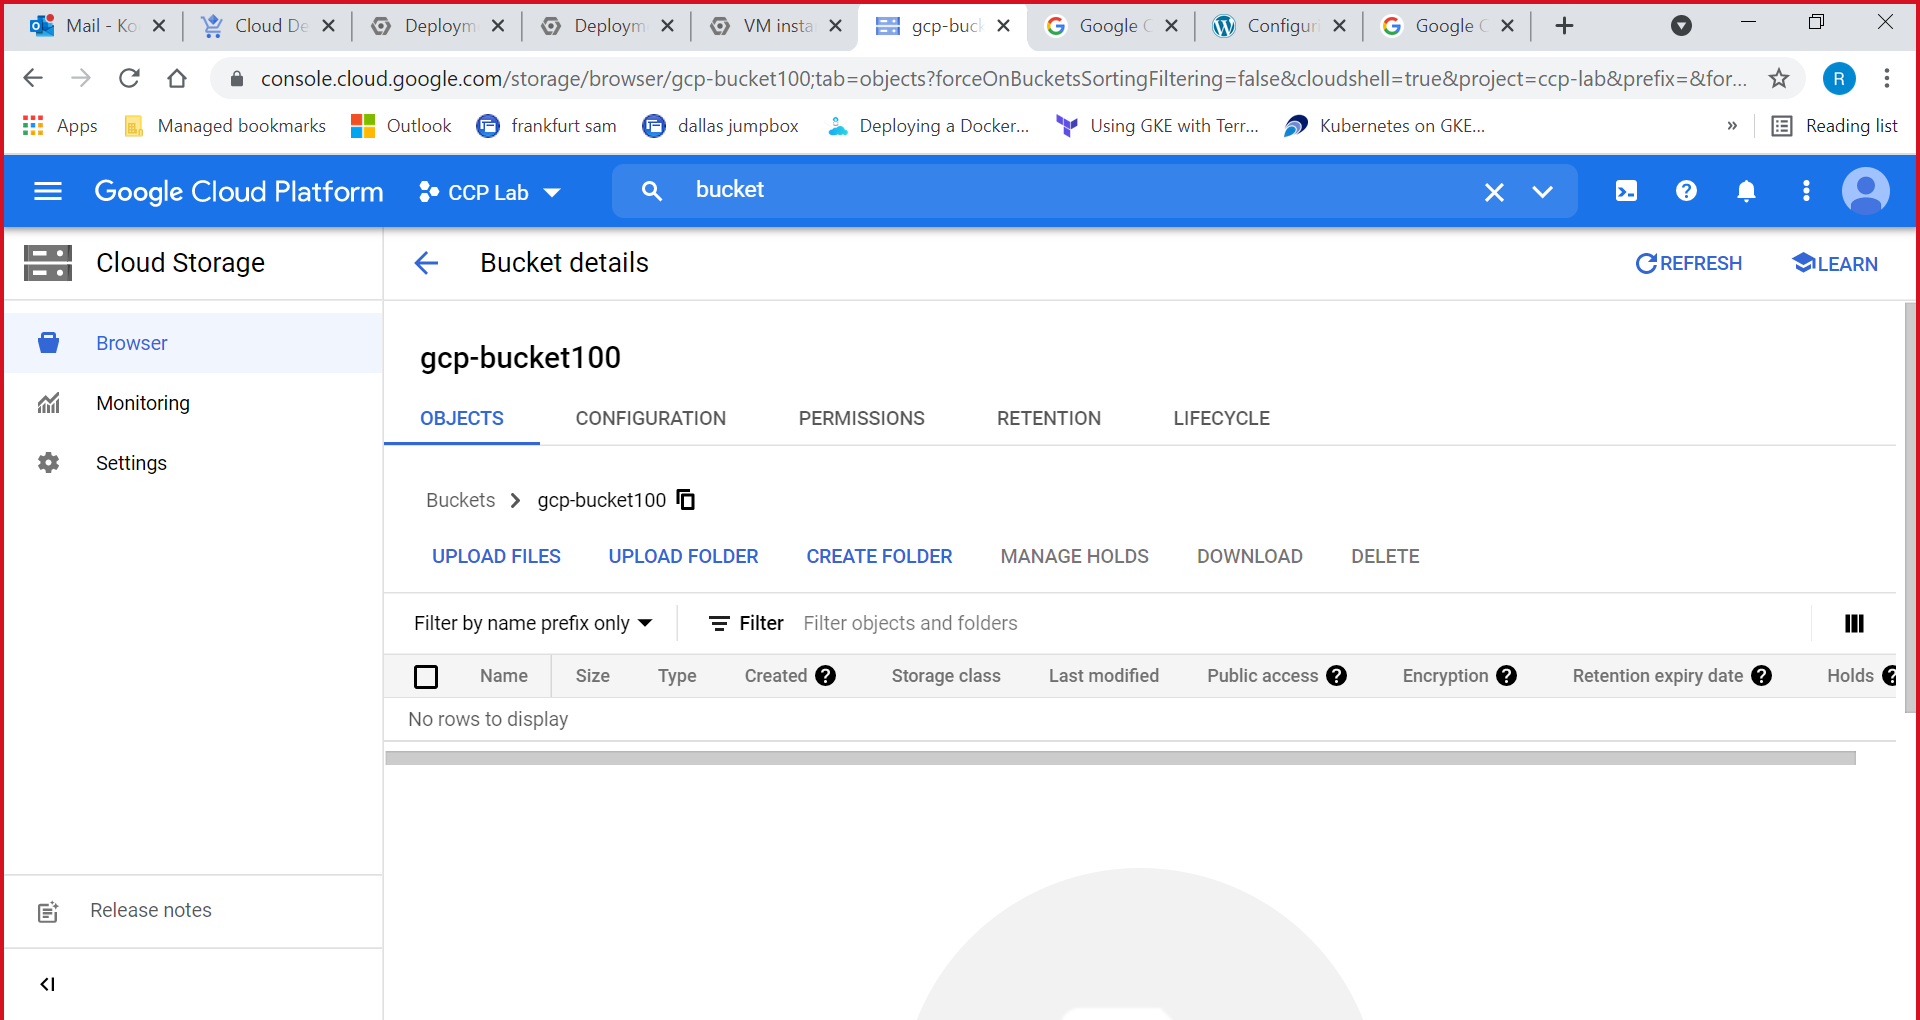 Mail - Ko
Cloud De
Deploym
Deploym
VM insta
gcp-buck
Google C
Configuri
Google C
console.cloud.google.com/storage/browser/gcp-bucket100;tab=objects?forceOnBucketsSortingFiltering=false&cloudshell=true&project=ccp-lab&prefix=&for...
R
Apps
Managed bookmarks
Outlook
frankfurt sam
dallas jumpbox
Deploying a Docker...
Using GKE with Terr...
Kubernetes on GKE...
»
Reading list
Google Cloud Platform
CCP Lab
bucket
Cloud Storage
Bucket details
REFRESH
LEARN
Browser
Monitoring
Settings
Release notes
gcp-bucket100
OBJECTS
CONFIGURATION
PERMISSIONS
RETENTION
LIFECYCLE
Buckets > gcp-bucket100
UPLOAD FILES
UPLOAD FOLDER
CREATE FOLDER
MANAGE HOLDS
DOWNLOAD
DELETE
Filter by name prefix only
Filter
Filter objects and folders
Name
Size
Type
Created
Storage class
Last modified
Public access
Encryption
Retention expiry date
Holds
No rows to display